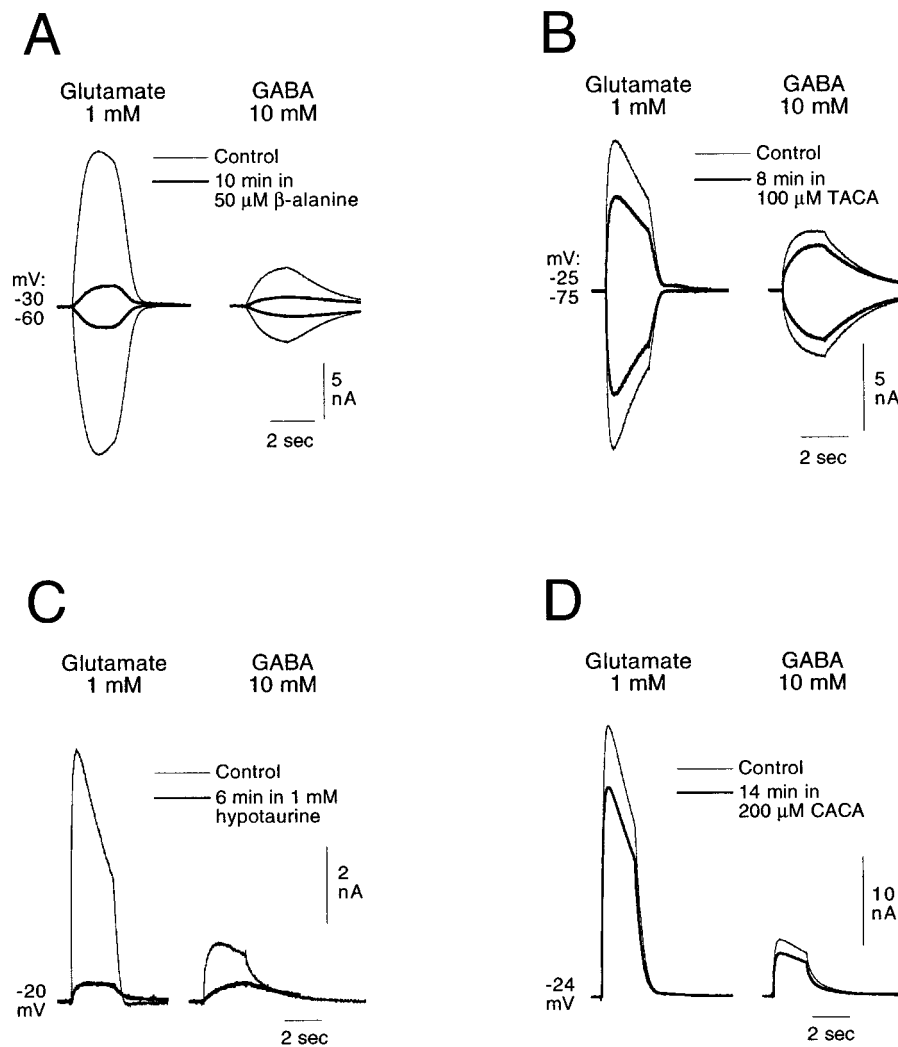 A
Glutamate
1 mM
GABA
10 mM
Control
10 min in
50 μM β-alanine
mV:
-30
-60
5
nA
2 sec
B
Glutamate
1 mM
GABA
10 mM
Control
8 min in
100 μM TACA
mV:
-25
-75
5
nA
2 sec
C
Glutamate
1 mM
GABA
10 mM
Control
6 min in 1 mM
hypotaurine
2
nA
-20
mV
2 sec
D
Glutamate
1 mM
GABA
10 mM
Control
14 min in
200 μM CACA
10
nA
-24
mV
2 sec